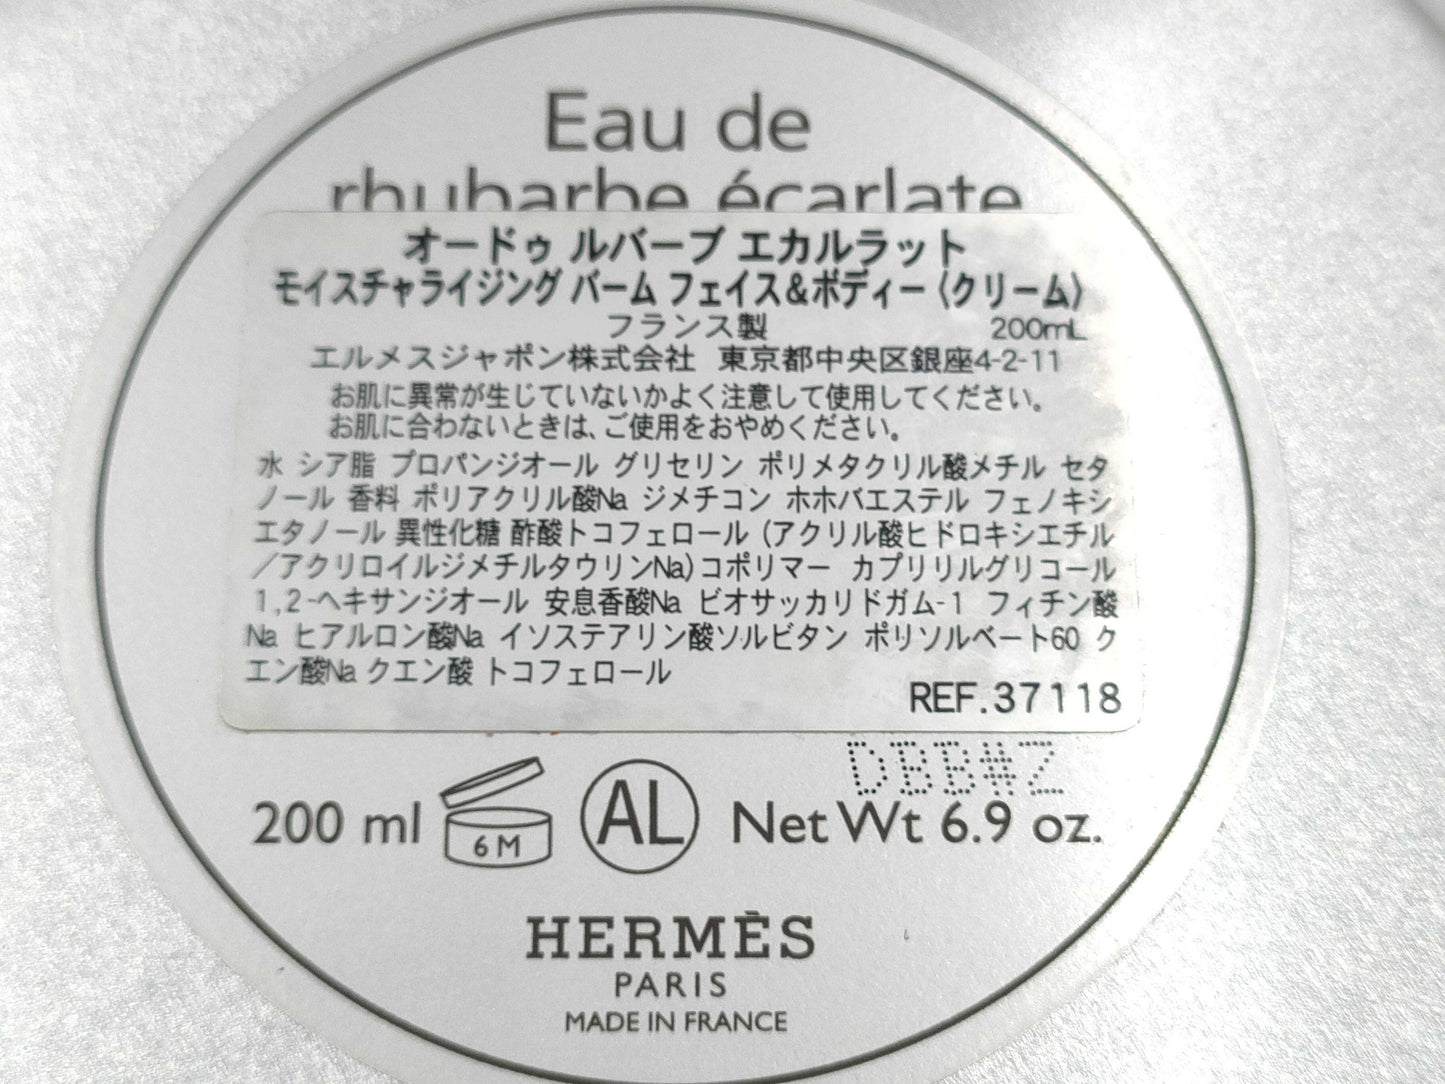 Eau de
rhubarbe écarlate
オードゥ ルバーブ エカルラット
モイスチャライジング バーム フェイス&ボディー〈クリーム〉
フランス製 200mL
エルメスジャポン株式会社 東京都中央区銀座4-2-11
お肌に異常が生じていないかよく注意して使用してください。
お肌に合わないときは、ご使用をおやめください。
水 シア脂 プロパンジオール グリセリン ポリメタクリル酸メチル セタ
ノール 香料 ポリアクリル酸Na ジメチコン ホホバエステル フェノキシ
エタノール 異性化糖 酢酸トコフェロール (アクリル酸ヒドロキシエチル
/アクリロイルジメチルタウリンNa)コポリマー カプリリルグリコール
1,2-ヘキサンジオール 安息香酸Na ビオサッカリドガム-1 フィチン酸
Na ヒアルロン酸Na イソステアリン酸ソルビタン ポリソルベート60 ク
エン酸Na クエン酸 トコフェロール
REF.37118
DBB#Z
200 ml 6M AL Net Wt 6.9 oz.
HERMÈS
PARIS
MADE IN FRANCE